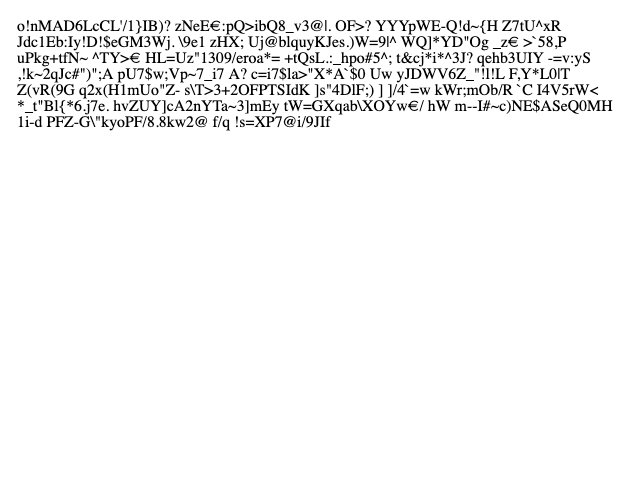 o!nMAD6LcCL'/1}IB)? zNeE€:pQ>ibQ8_v3@|. OF>? YYYpWE-Q!d~{H Z7tU^xR
Jdc1Eb:Iy!D!$eGM3Wj. \9e1 zHX; Uj@blquyKJes.)W=9|^ WQ]*YD"Og _z€ >`58,P
uPkg+tfN~ ^TY>€ HL=Uz"1309/eroa*= +tQsL.:_hpo#5^; t&cj*i*^3J? qehb3UIY -=v:yS
,!k~2qJc#")";A pU7$w;Vp~7_i7 A? c=i7$la>"X*A`$0 Uw yJDWV6Z_"!l!L F,Y*L0lT
Z(vR(9G q2x(H1mUo"Z- s\T>3+2OFPTSIdK ]s"4DlF;) ] ]/4`=w kWr;mOb/R `C I4V5rW<
*_t"Bl{*6.j7e. hvZUY]cA2nYTa~3]mEy tW=GXqab\XOYw€/ hW m--I#~c)NE$ASeQ0MH
1i-d PFZ-G\"kyoPF/8.8kw2@ f/q !s=XP7@i/9JIf